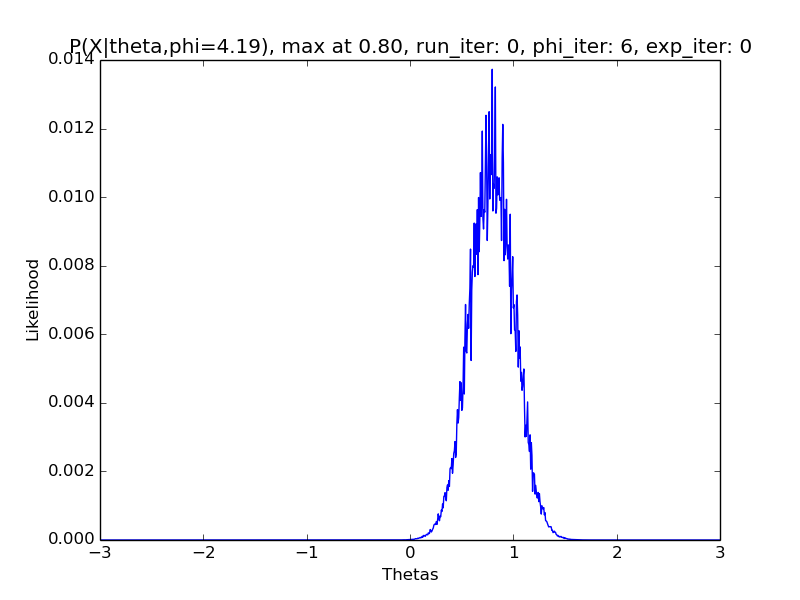 P(X|theta,phi=4.19), max at 0.80, run_iter: 0, phi_iter: 6, exp_iter: 0
0.014
0.012
0.010
0.008
0.006
0.004
0.002
0.000
Likelihood
−3 −2 −1 0 1 2 3
Thetas